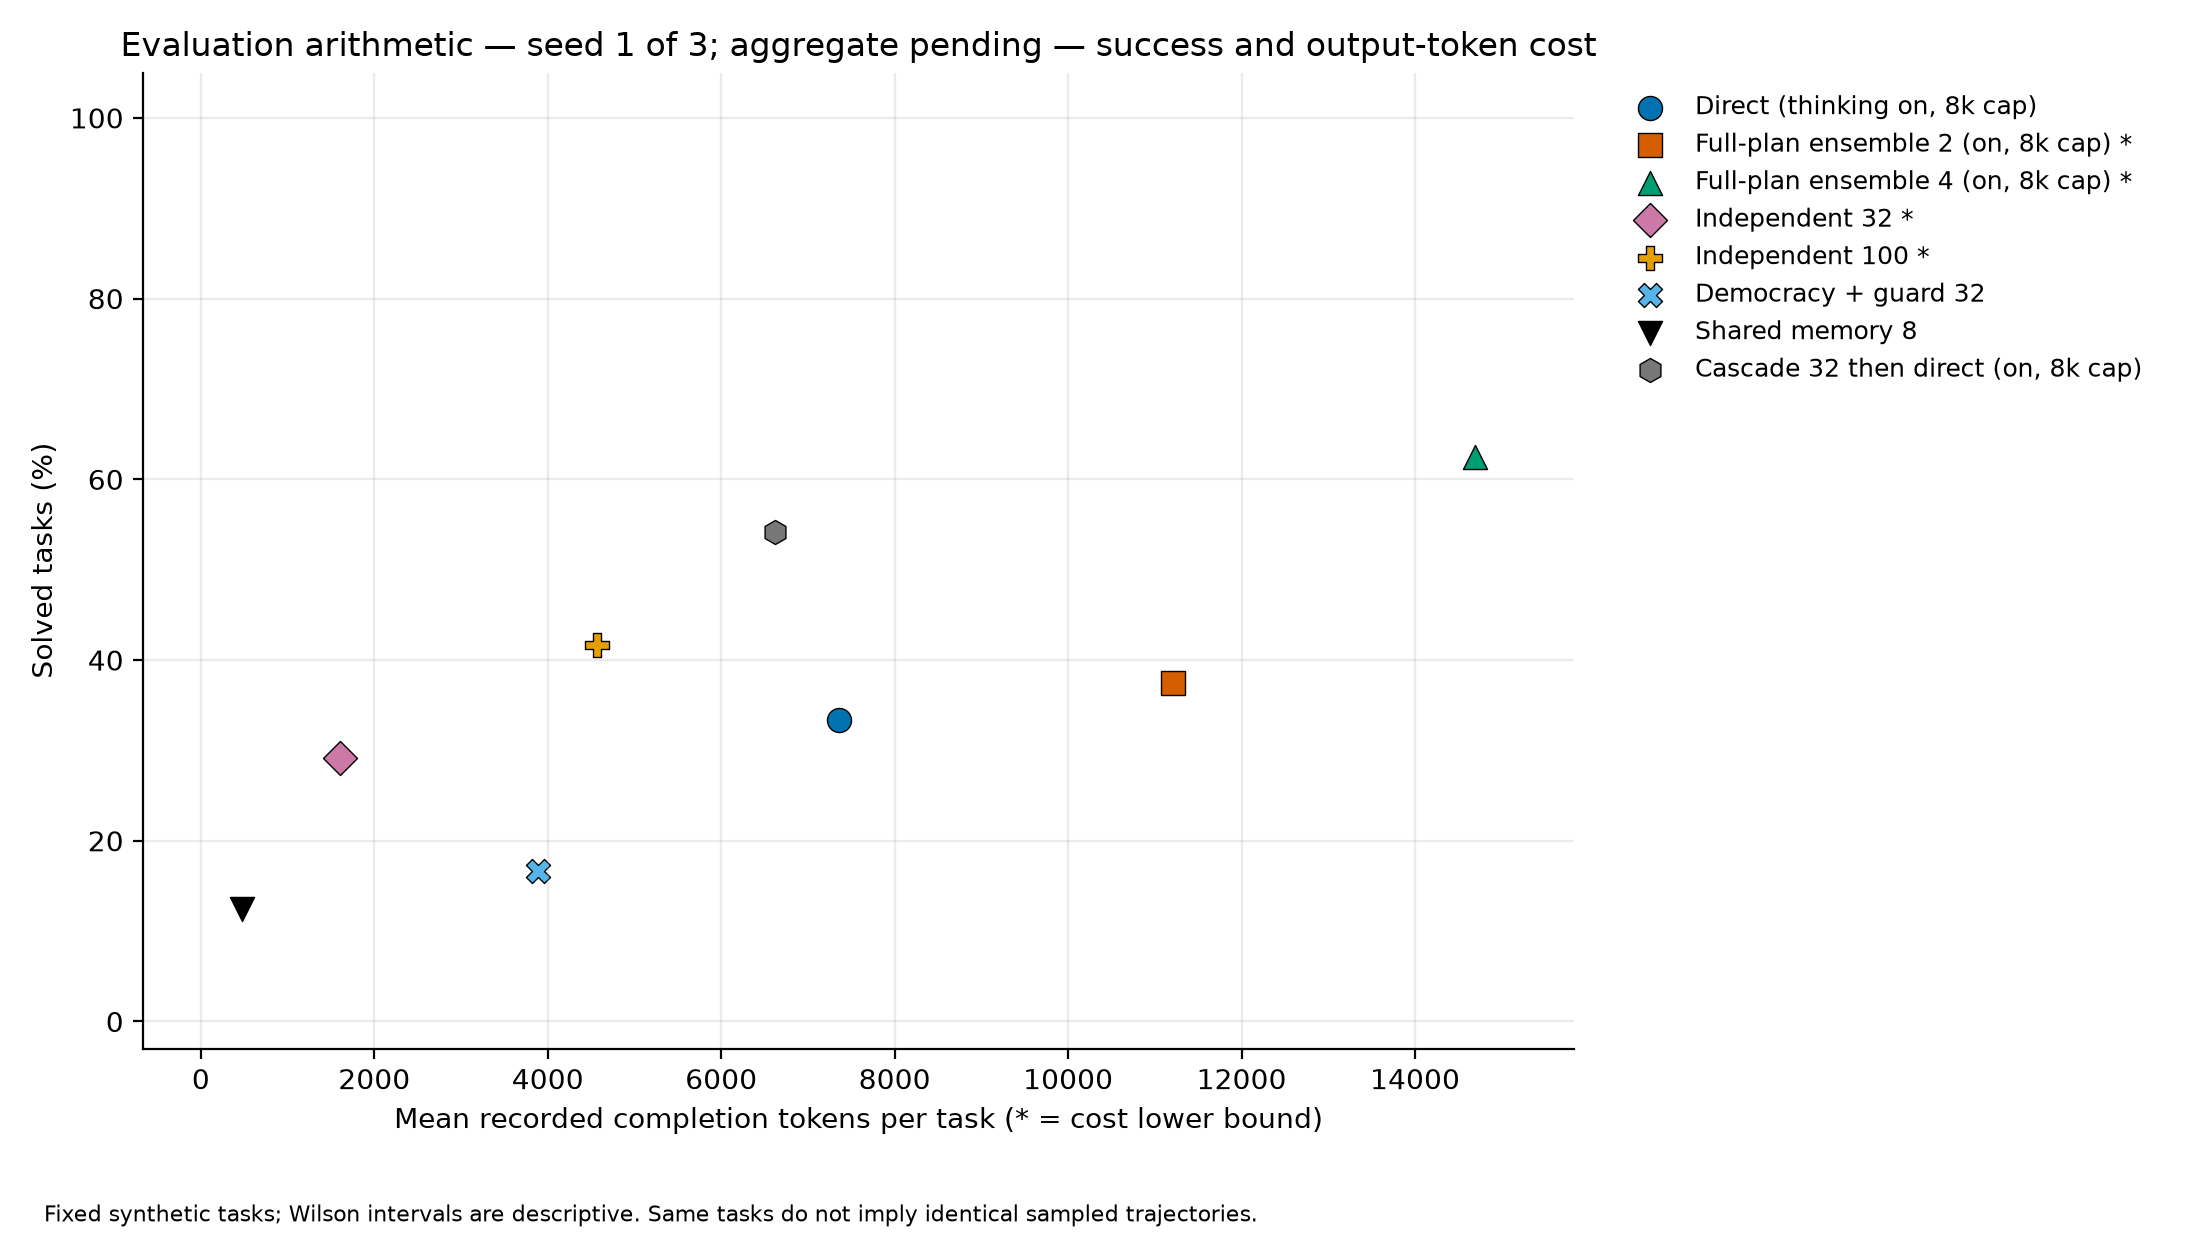 Evaluation arithmetic — seed 1 of 3; aggregate pending — success and output-token cost
Solved tasks (%)
100
80
60
40
20
0
0 2000 4000 6000 8000 10000 12000 14000
Mean recorded completion tokens per task (* = cost lower bound)
Direct (thinking on, 8k cap)
Full-plan ensemble 2 (on, 8k cap) *
Full-plan ensemble 4 (on, 8k cap) *
Independent 32 *
Independent 100 *
Democracy + guard 32
Shared memory 8
Cascade 32 then direct (on, 8k cap)
Fixed synthetic tasks; Wilson intervals are descriptive. Same tasks do not imply identical sampled trajectories.